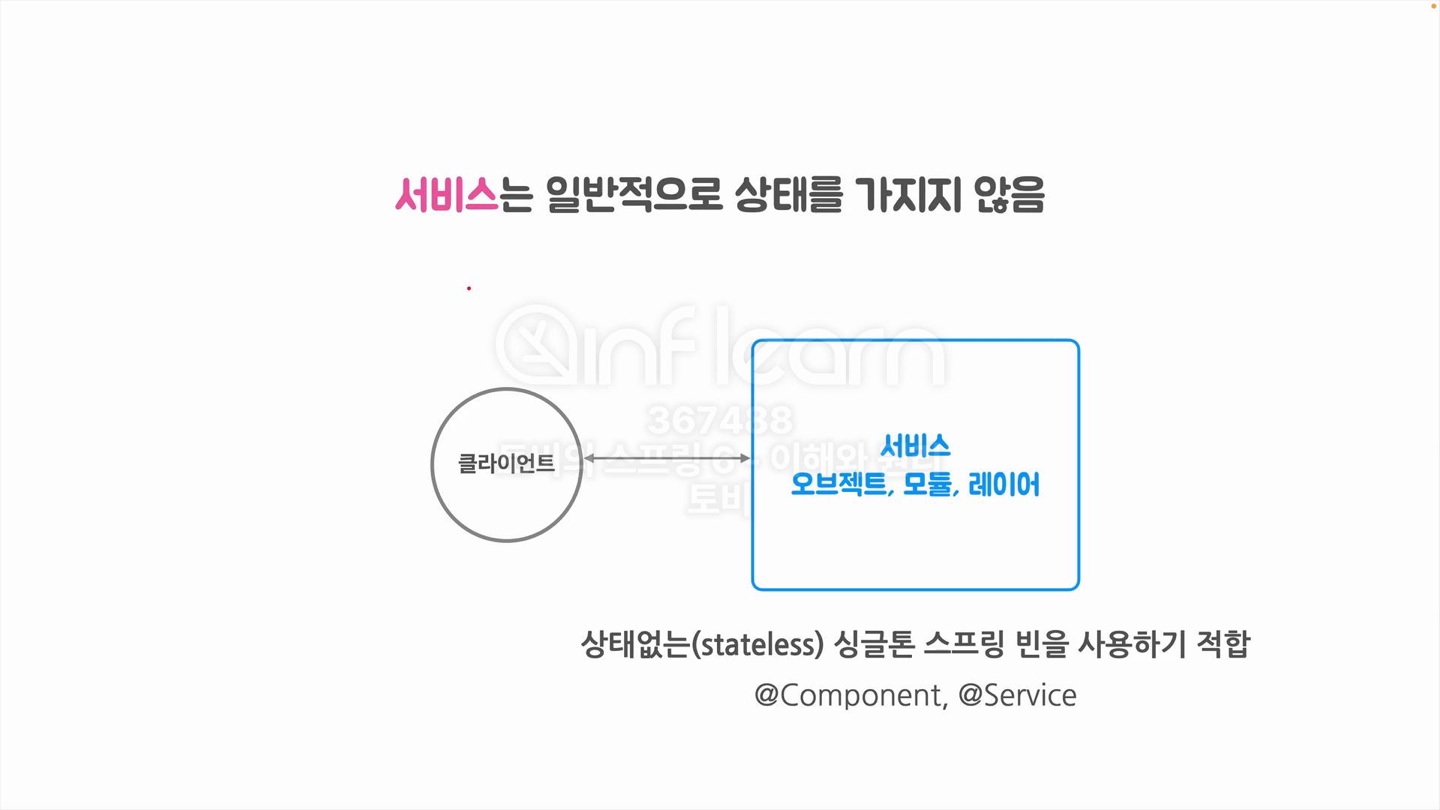 서비스는 일반적으로 상태를 가지지 않음
inflearn
367488
토비의 스프링 6 - 이해와 원리
토비
클라이언트
서비스
오브젝트, 모듈, 레이어
상태없는(stateless) 싱글톤 스프링 빈을 사용하기 적합
@Component, @Service